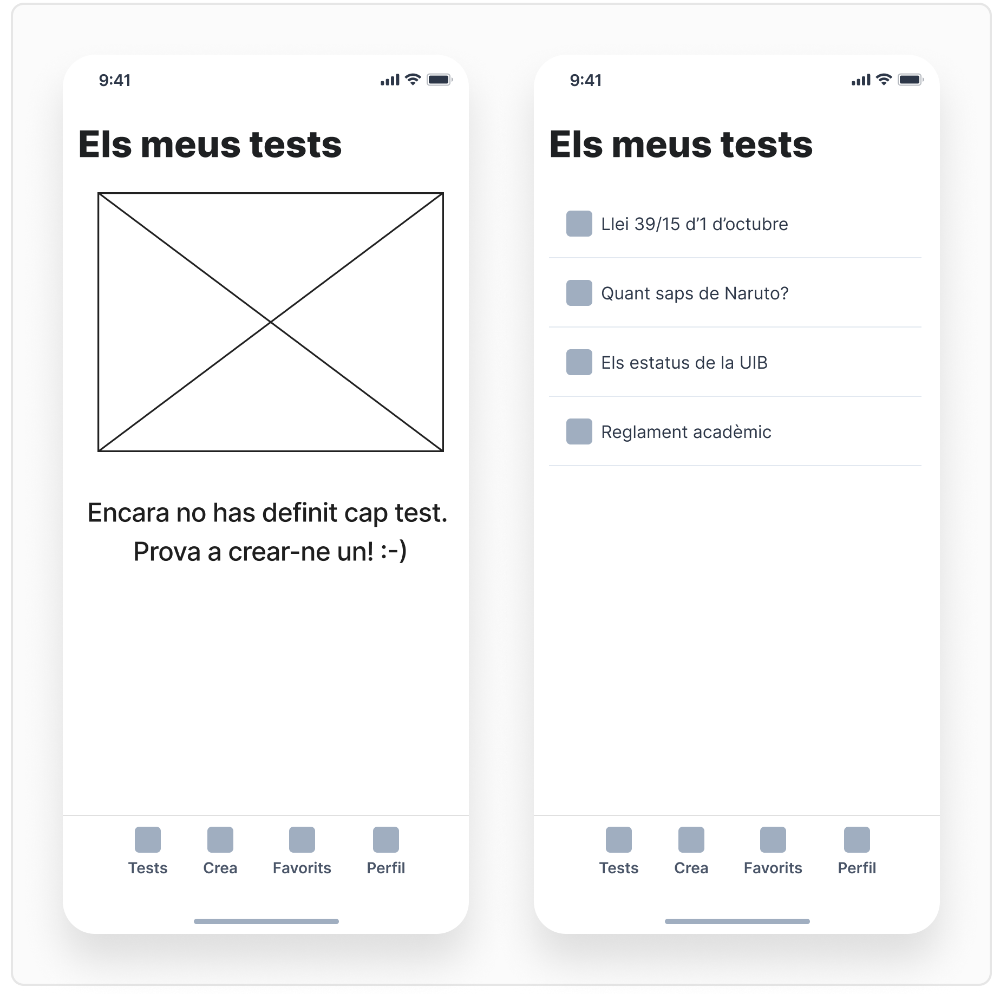 9:41
Els meus tests
Encara no has definit cap test.
Prova a crear-ne un! :-)
Tests
Crea
Favorits
Perfil
9:41
Els meus tests
Llei 39/15 d’1 d’octubre
Quant saps de Naruto?
Els estatus de la UIB
Reglament acadèmic
Tests
Crea
Favorits
Perfil